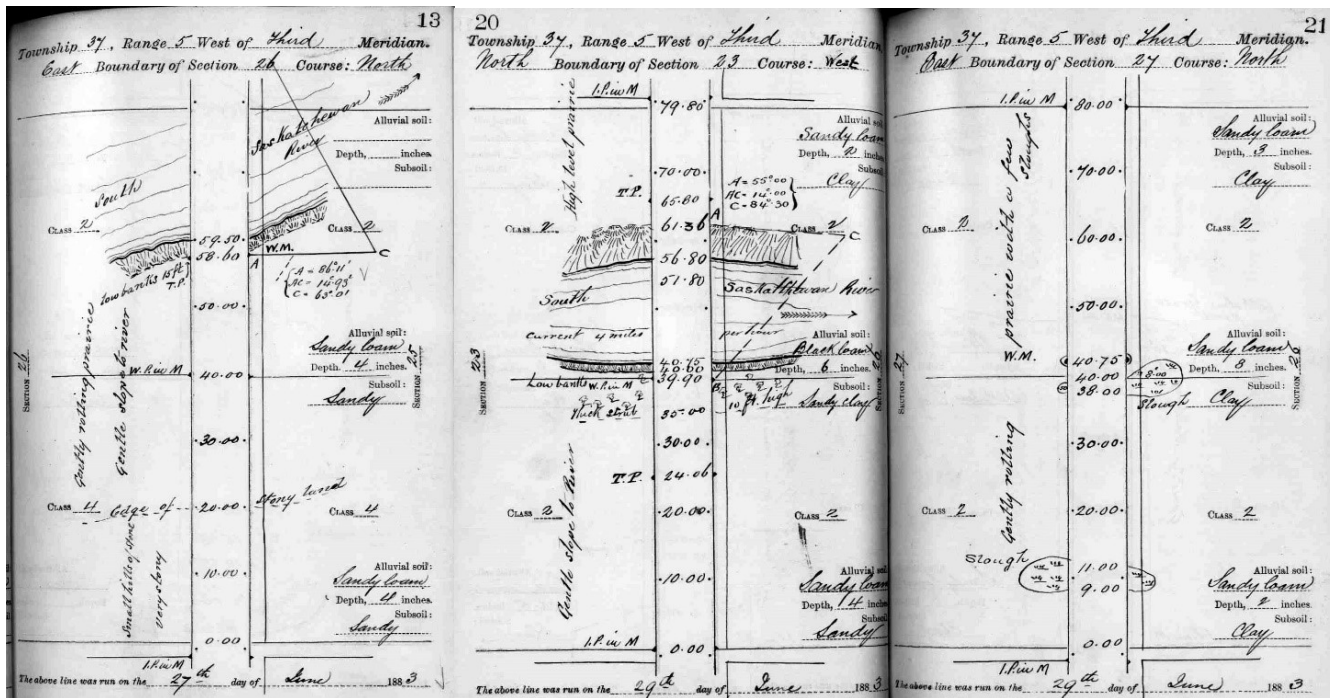 13
Township 37, Range 5 West of Third Meridian.
East Boundary of Section 26 Course: North
Saskatchewan
River
Alluvial soil:
Depth, inches.
Subsoil:
South
CLASS 2
CLASS 2
59.50
58.60
W.M.
A
C
low banks 15 ft
T.P.
A = 86°11'
AC = 14.93
C = 63°01'
50.00
Gently rolling prairie
Gentle slope to river
Alluvial soil:
Sandy loam
Depth, 4 inches.
Subsoil:
Sandy
SECTION 26
SECTION 25
W.P. in M
40.00
30.00
CLASS 4
Edge of
20.00
Stony land
CLASS 4
Small hills of stone
very stony
10.00
Alluvial soil:
Sandy loam
Depth, 4 inches.
Subsoil:
Sandy
0.00
I.P. in M
The above line was run on the 27th day of June 1883
20
Township 37, Range 5 West of Third Meridian.
North Boundary of Section 23 Course: West
I.P. in M
79.80
High level prairie
Alluvial soil:
Sandy loam
Depth, 2 inches.
Subsoil:
Clay
70.00
T.P.
65.80
A = 55°00
AC = 14°00
C = 84°30
A
CLASS 2
61.36
CLASS 2
C
56.80
51.80
South
Saskatchewan River
current 4 miles
per hour
Alluvial soil:
Black loam
Depth, 6 inches.
Subsoil:
Sandy clay
40.75
40.00
39.90
Low bank
W.P. in M
B
10 ft. high
Thick scrub
SECTION 23
SECTION 26
35.00
30.00
T.P.
24.06
CLASS 2
20.00
CLASS 2
Gentle slope to River
10.00
Alluvial soil:
Sandy loam
Depth, 14 inches.
Subsoil:
Sandy
I.P. in M
0.00
The above line was run on the 29th day of June 1883
21
Township 37, Range 5 West of Third Meridian.
East Boundary of Section 27 Course: North
I.P. in M
80.00
prairie with a few
sloughs
Alluvial soil:
Sandy loam
Depth, 3 inches.
Subsoil:
Clay
70.00
CLASS 2
CLASS 2
60.00
50.00
W.M.
40.75
40.00
38.00
8.00
Slough
Alluvial soil:
Sandy loam
Depth, 3 inches.
Subsoil:
Clay
SECTION 27
SECTION 26
30.00
Gently rolling
CLASS 2
20.00
CLASS 2
Slough
11.00
9.00
Alluvial soil:
Sandy loam
Depth, 2 inches.
Subsoil:
Clay
0.00
I.P. in M
The above line was run on the 29th day of June 1883